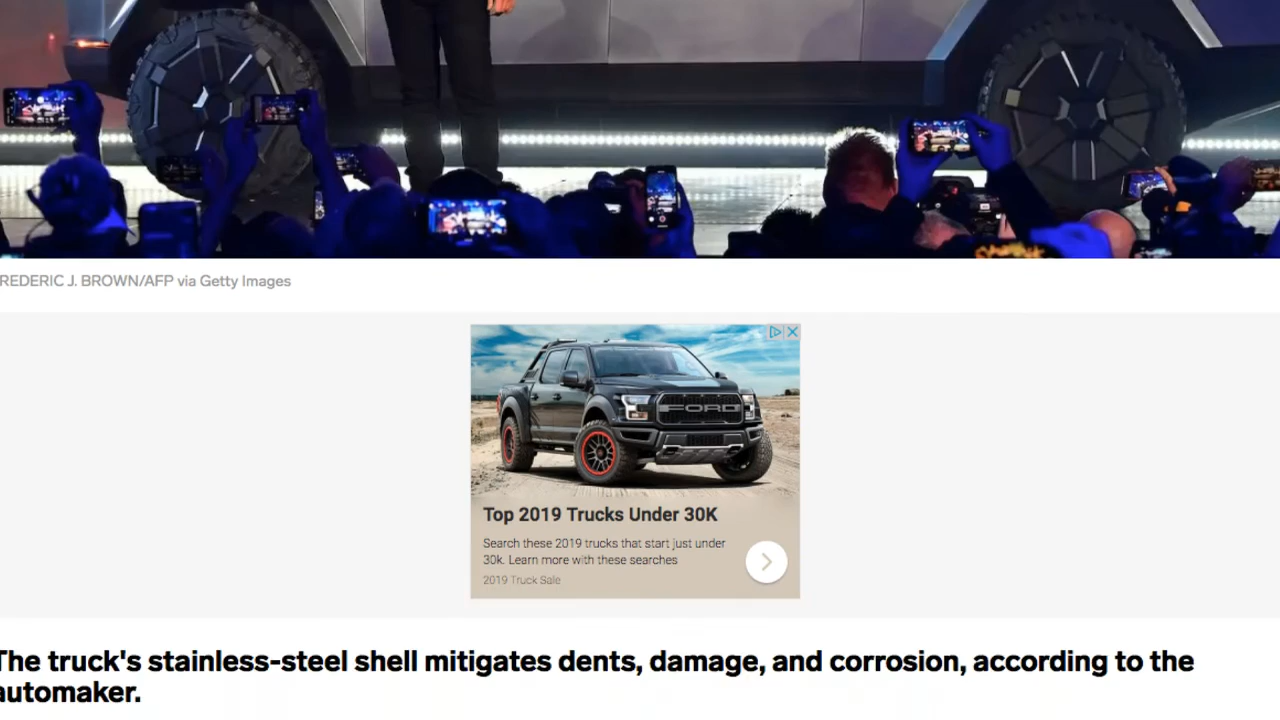 REDERIC J. BROWN/AFP via Getty Images
FORD
Top 2019 Trucks Under 30K
Search these 2019 trucks that start just under
30k. Learn more with these searches
2019 Truck Sale
The truck's stainless-steel shell mitigates dents, damage, and corrosion, according to the
automaker.